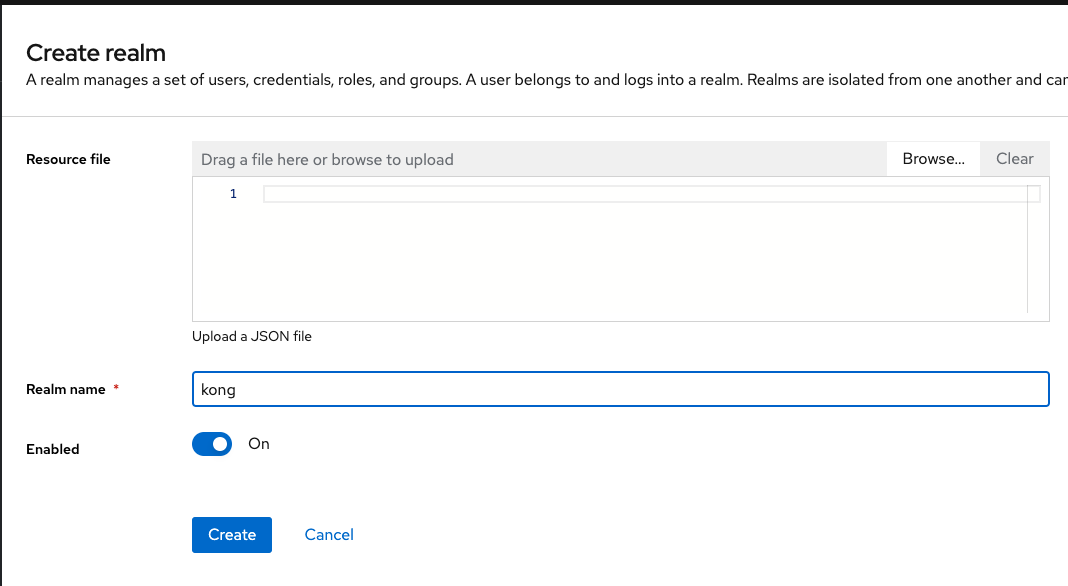 Create realm
A realm manages a set of users, credentials, roles, and groups. A user belongs to and logs into a realm. Realms are isolated from one another and
Resource file
Drag a file here or browse to upload
Browse...
Clear
1
Upload a JSON file
Realm name *
kong
Enabled
On
Create
Cancel